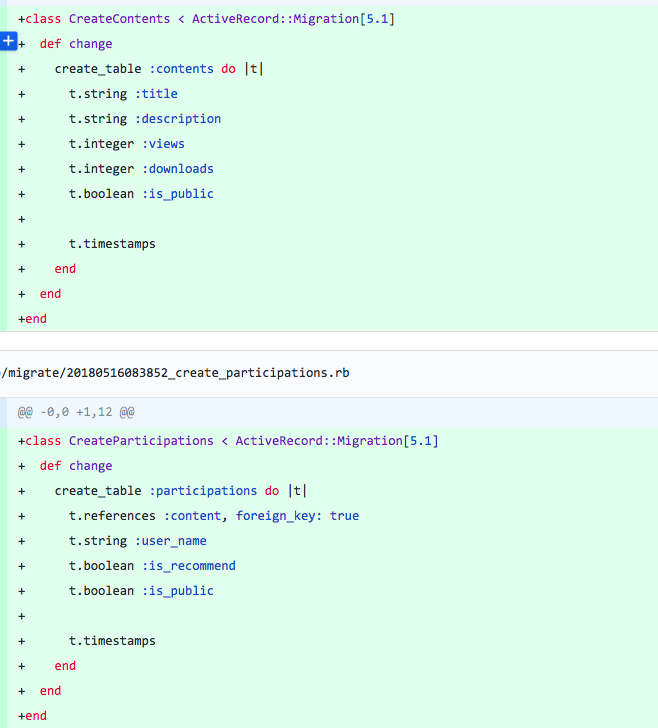 +class CreateContents < ActiveRecord::Migration[5.1]
+  def change
+    create_table :contents do |t|
+      t.string :title
+      t.string :description
+      t.integer :views
+      t.integer :downloads
+      t.boolean :is_public
+
+      t.timestamps
+    end
+  end
+end
/migrate/20180516083852_create_participations.rb
@@ -0,0 +1,12 @@
+class CreateParticipations < ActiveRecord::Migration[5.1]
+  def change
+    create_table :participations do |t|
+      t.references :content, foreign_key: true
+      t.string :user_name
+      t.boolean :is_recommend
+      t.boolean :is_public
+
+      t.timestamps
+    end
+  end
+end